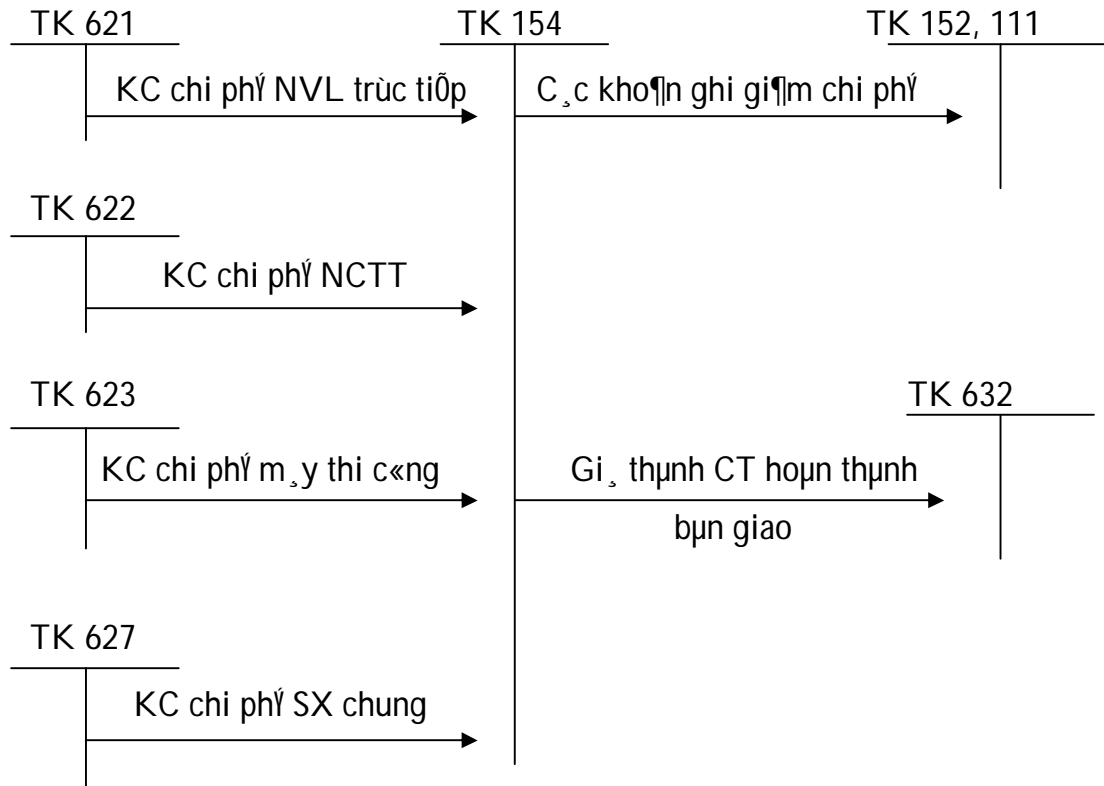 TK 621
TK 154
TK 152, 111
KC chi phÝ NVL trùc tiÕp
C¸c kho¶n ghi gi¶m chi phÝ
TK 622
KC chi phÝ NCTT
TK 623
TK 632
KC chi phÝ m¸y thi c«ng
Gi¸ thµnh CT hoµn thµnh
bµn giao
TK 627
KC chi phÝ SX chung